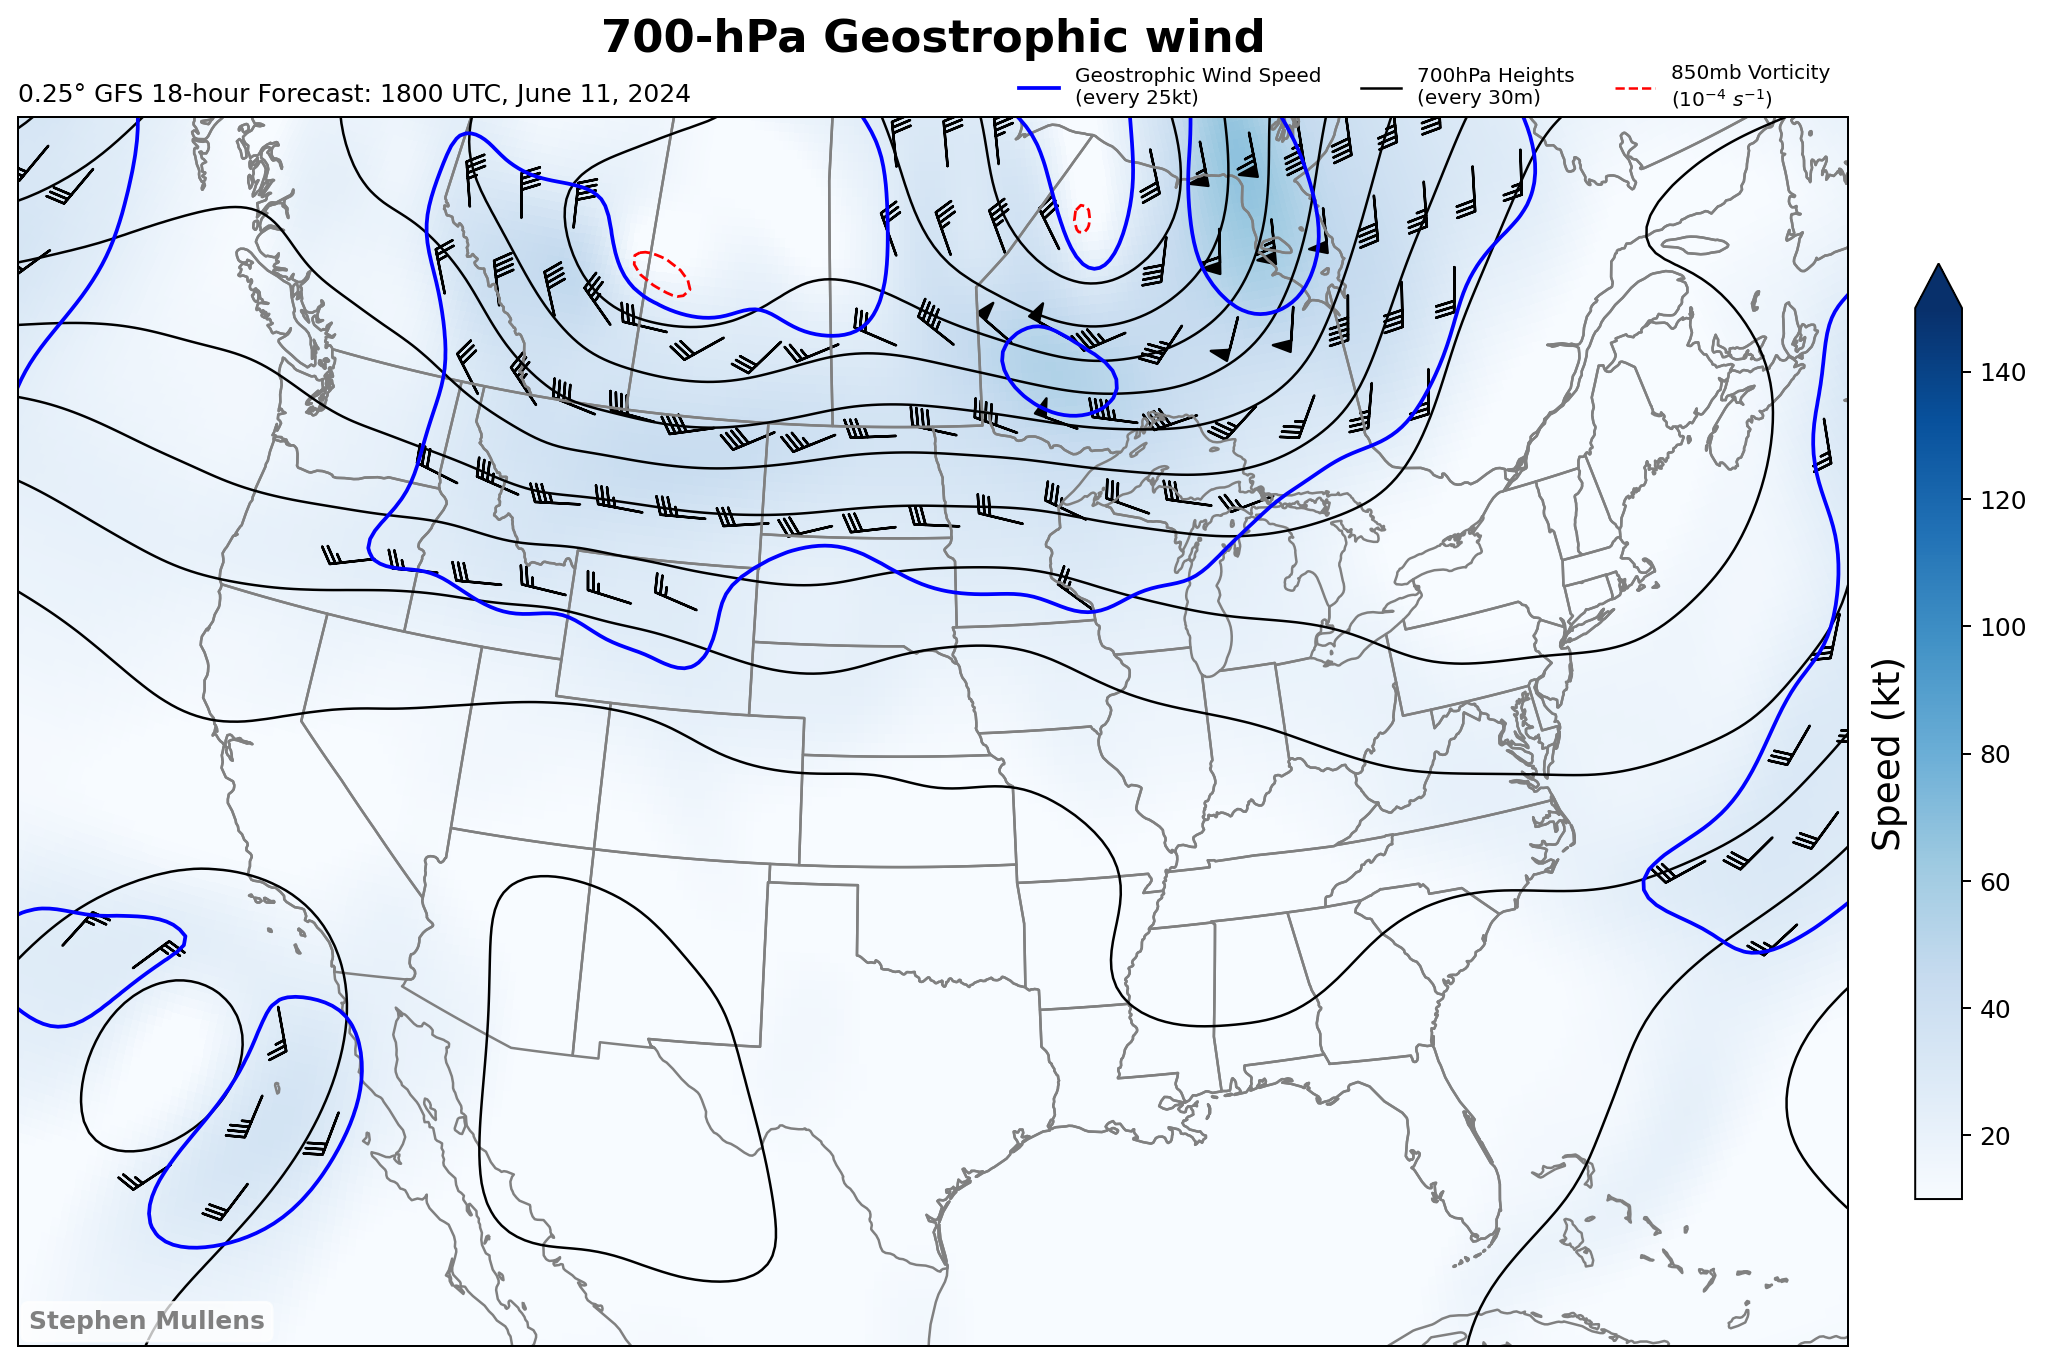 700-hPa Geostrophic wind
0.25° GFS 18-hour Forecast: 1800 UTC, June 11, 2024
Geostrophic Wind Speed
(every 25kt)
700hPa Heights
(every 30m)
850mb Vorticity
(10⁻⁴ s⁻¹)
140
120
100
80
60
40
20
Speed (kt)
Stephen Mullens